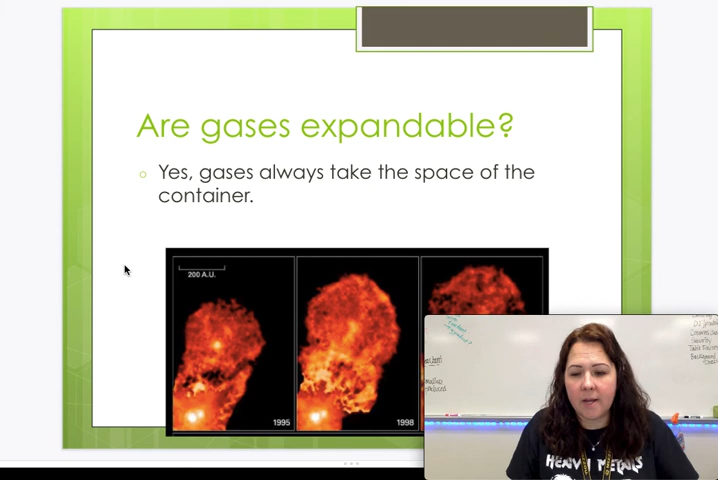 Are gases expandable?
Yes, gases always take the space of the
container.
200 A.U.
1995
1998
HEAVY METALS